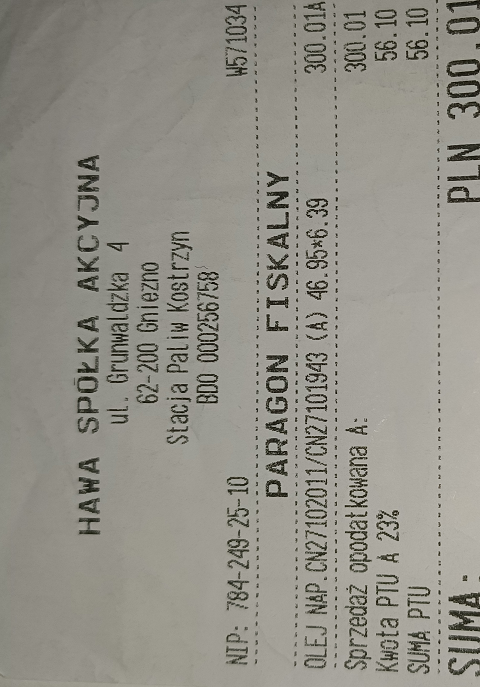 HAWA SPÓŁKA AKCYJNA
ul. Grunwaldzka 4
62-200 Gniezno
Stacja Paliw Kostrzyn
BDO 000256758
NIP: 784-249-25-10 W571034
PARAGON FISKALNY
OLEJ NAP.CN27102011/CN27101943 (A) 46.95*6.39 300.01A
Sprzedaż opodatkowana A: 300.01
Kwota PTU A 23% 56.10
SUMA PTU 56.10
SUMA: PLN 300.01